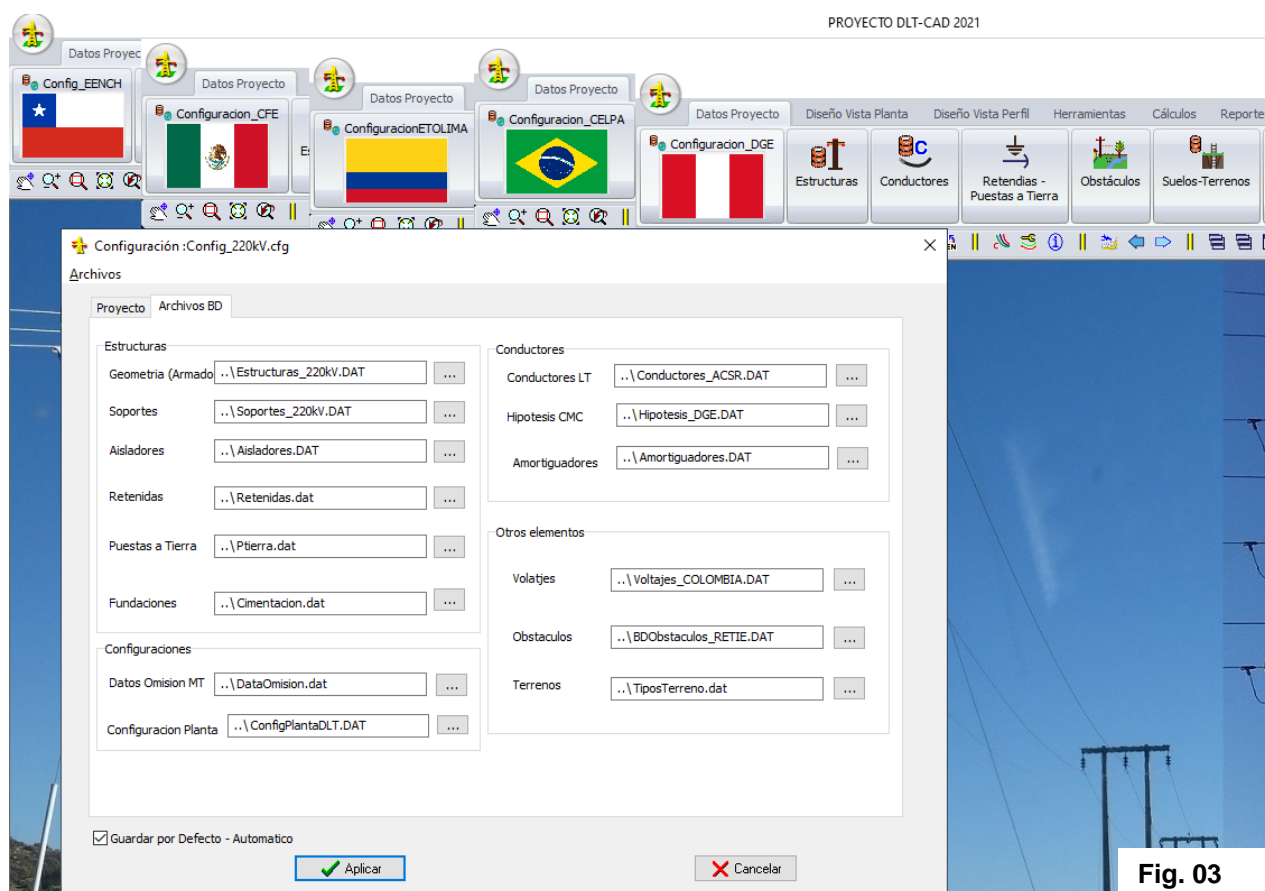 PROYECTO DLT-CAD 2021
Datos Proyec
Config_EENCH
Datos Proyecto
Configuracion_CFE
Datos Proyecto
ConfiguracionETOLIMA
Datos Proyecto
Configuracion_CELPA
Datos Proyecto
Diseño Vista Planta
Diseño Vista Perfil
Herramientas
Cálculos
Reporte
Configuracion_DGE
Estructuras
Conductores
Retendias -
Puestas a Tierra
Obstáculos
Suelos-Terrenos
Configuración :Config_220kV.cfg
Archivos
Proyecto
Archivos BD
Estructuras
Geometria (Armado
..\Estructuras_220kV.DAT
...
Soportes
..\Soportes_220kV.DAT
...
Aisladores
..\Aisladores.DAT
...
Retenidas
..\Retenidas.dat
...
Puestas a Tierra
..\Ptierra.dat
...
Fundaciones
..\Cimentacion.dat
...
Configuraciones
Datos Omision MT
..\DataOmision.dat
...
Configuracion Planta
..\ConfigPlantaDLT.DAT
...
Conductores
Conductores LT
..\Conductores_ACSR.DAT
...
Hipotesis CMC
..\Hipotesis_DGE.DAT
...
Amortiguadores
..\Amortiguadores.DAT
...
Otros elementos
Volatjes
..\Voltajes_COLOMBIA.DAT
...
Obstaculos
..\BDObstaculos_RETIE.DAT
...
Terrenos
..\TiposTerreno.dat
...
Guardar por Defecto - Automatico
Aplicar
Cancelar
Fig. 03